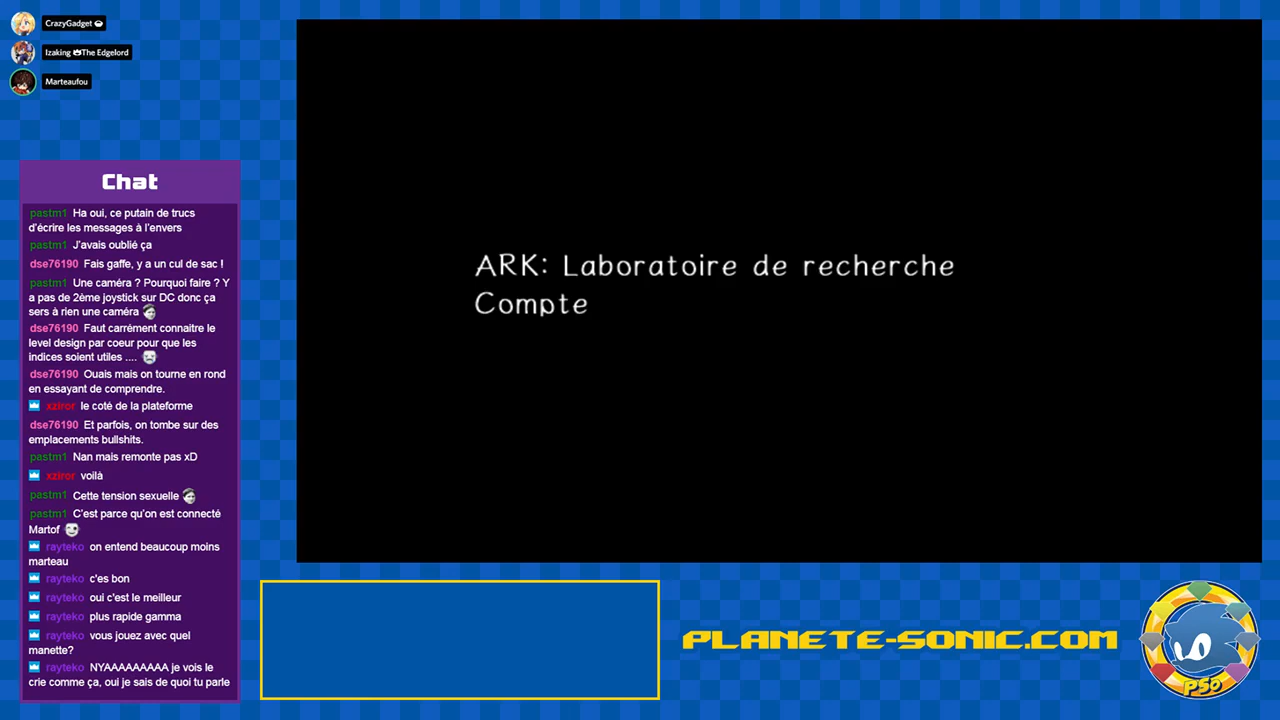 CrazyGadget
Izaking The Edgelord
Marteaufou
Chat
pastm1 Ha oui, ce putain de trucs
d'écrire les messages à l'envers
pastm1 J'avais oublié ça
dse76190 Fais gaffe, y a un cul de sac !
pastm1 Une caméra ? Pourquoi faire ? Y
a pas de 2ème joystick sur DC donc ça
sers à rien une caméra
dse76190 Faut carrément connaitre le
level design par coeur pour que les
indices soient utiles ....
dse76190 Ouais mais on tourne en rond
en essayant de comprendre.
xziror le coté de la plateforme
dse76190 Et parfois, on tombe sur des
emplacements bullshits.
pastm1 Nan mais remonte pas xD
xziror voilà
pastm1 Cette tension sexuelle
pastm1 C'est parce qu'on est connecté
Martof
rayteko on entend beaucoup moins
marteau
rayteko c'es bon
rayteko oui c'est le meilleur
rayteko plus rapide gamma
rayteko vous jouez avec quel
manette?
rayteko NYAAAAAAAAA je vois le
crie comme ça, oui je sais de quoi tu parle
ARK: Laboratoire de recherche
Compte
PLANETE-SONIC.COM
PSO